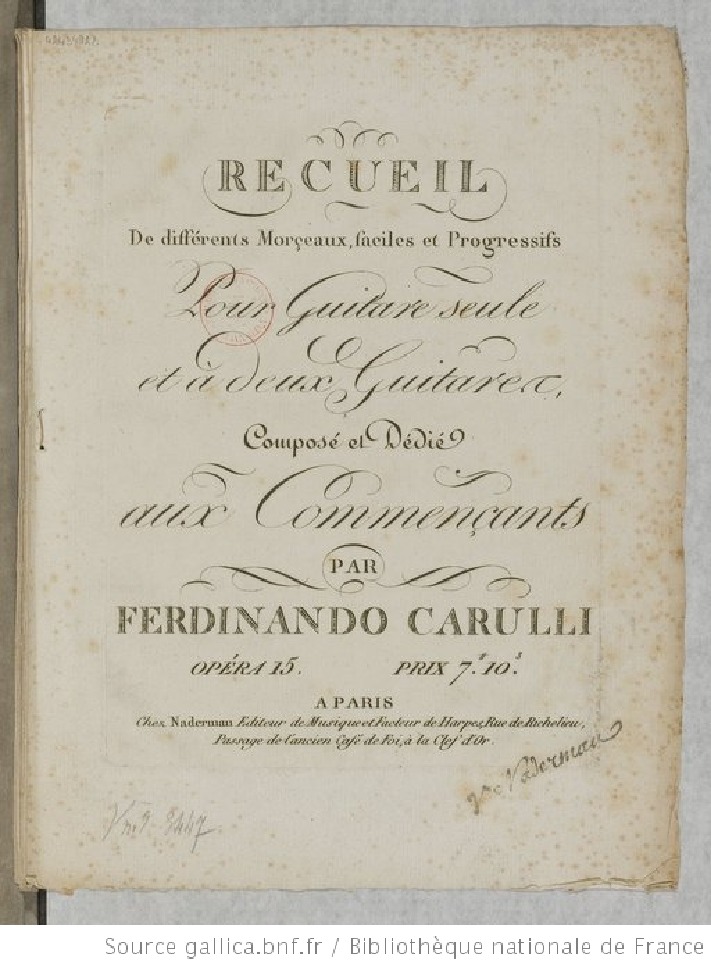 RECUEIL
De différents Morçeaux, faciles et Progressifs
Pour Guitare seule
et à deux Guitares,
Composé et Dédié
aux Commençants
PAR
FERDINANDO CARULLI
OPÉRA 15. PRIX 7.# 10.s
A PARIS
Chez Naderman Editeur de Musique et Facteur de Harpes, Rue de Richelieu,
Passage de l'ancien Café de Foi, à la Clef d'Or.
Naderman
Vm9. 3447
Source gallica.bnf.fr / Bibliothèque nationale de France